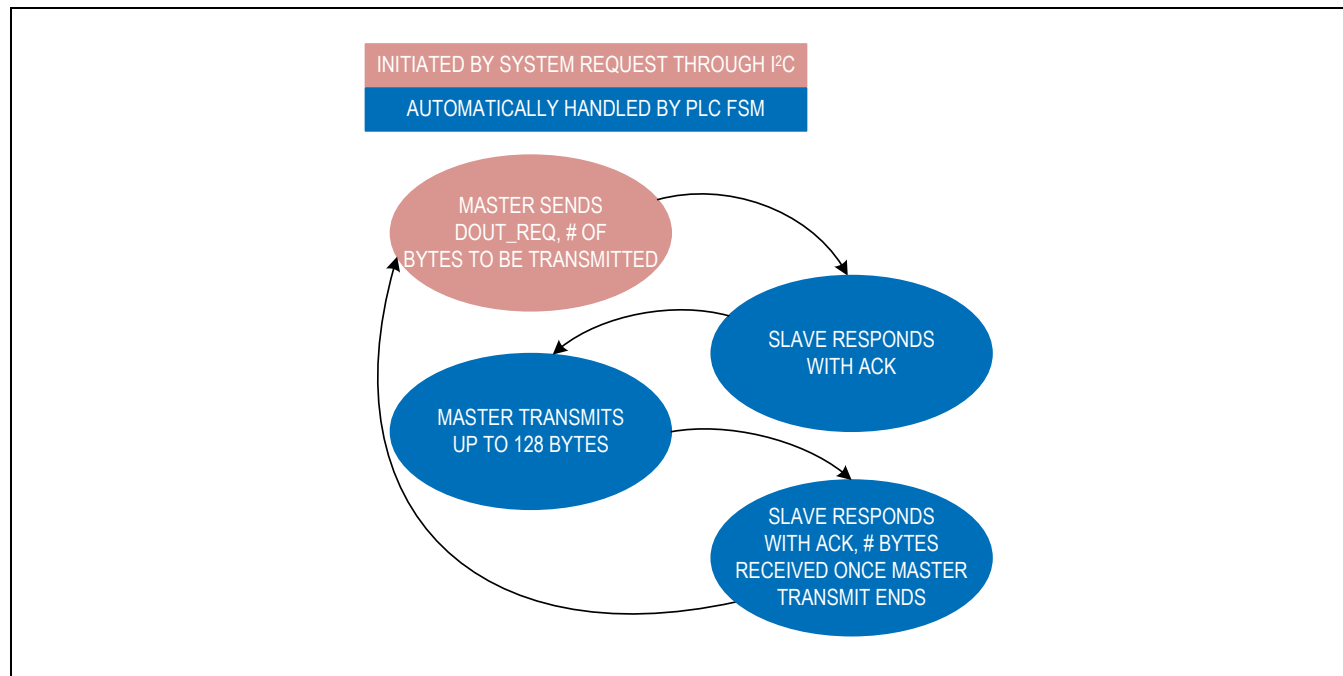 INITIATED BY SYSTEM REQUEST THROUGH I²C
AUTOMATICALLY HANDLED BY PLC FSM
MASTER SENDS
DOUT_REQ, # OF
BYTES TO BE TRANSMITTED
SLAVE RESPONDS
WITH ACK
MASTER TRANSMITS
UP TO 128 BYTES
SLAVE RESPONDS
WITH ACK, # BYTES
RECEIVED ONCE MASTER
TRANSMIT ENDS